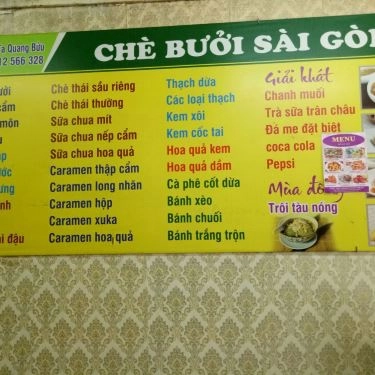 Tạ Quang Bửu
12 566 328
CHÈ BƯỞI SÀI GÒN
Chè thái sầu riêng
Chè thái thường
Sữa chua mít
Sữa chua nếp cẩm
Sữa chua hoa quả
Caramen thập cẩm
Caramen long nhãn
Caramen hộp
Caramen xuka
Caramen hoa quả
Thạch dừa
Các loại thạch
Kem xôi
Kem cốc tai
Hoa quả kem
Hoa quả dầm
Cà phê cốt dừa
Bánh xèo
Bánh chuối
Bánh trắng trộn
Giải khát
Chanh muối
Trà sữa trân châu
Đá me đặt biệt
coca cola
Pepsi
MENU
Mùa đông
Trôi tàu nóng